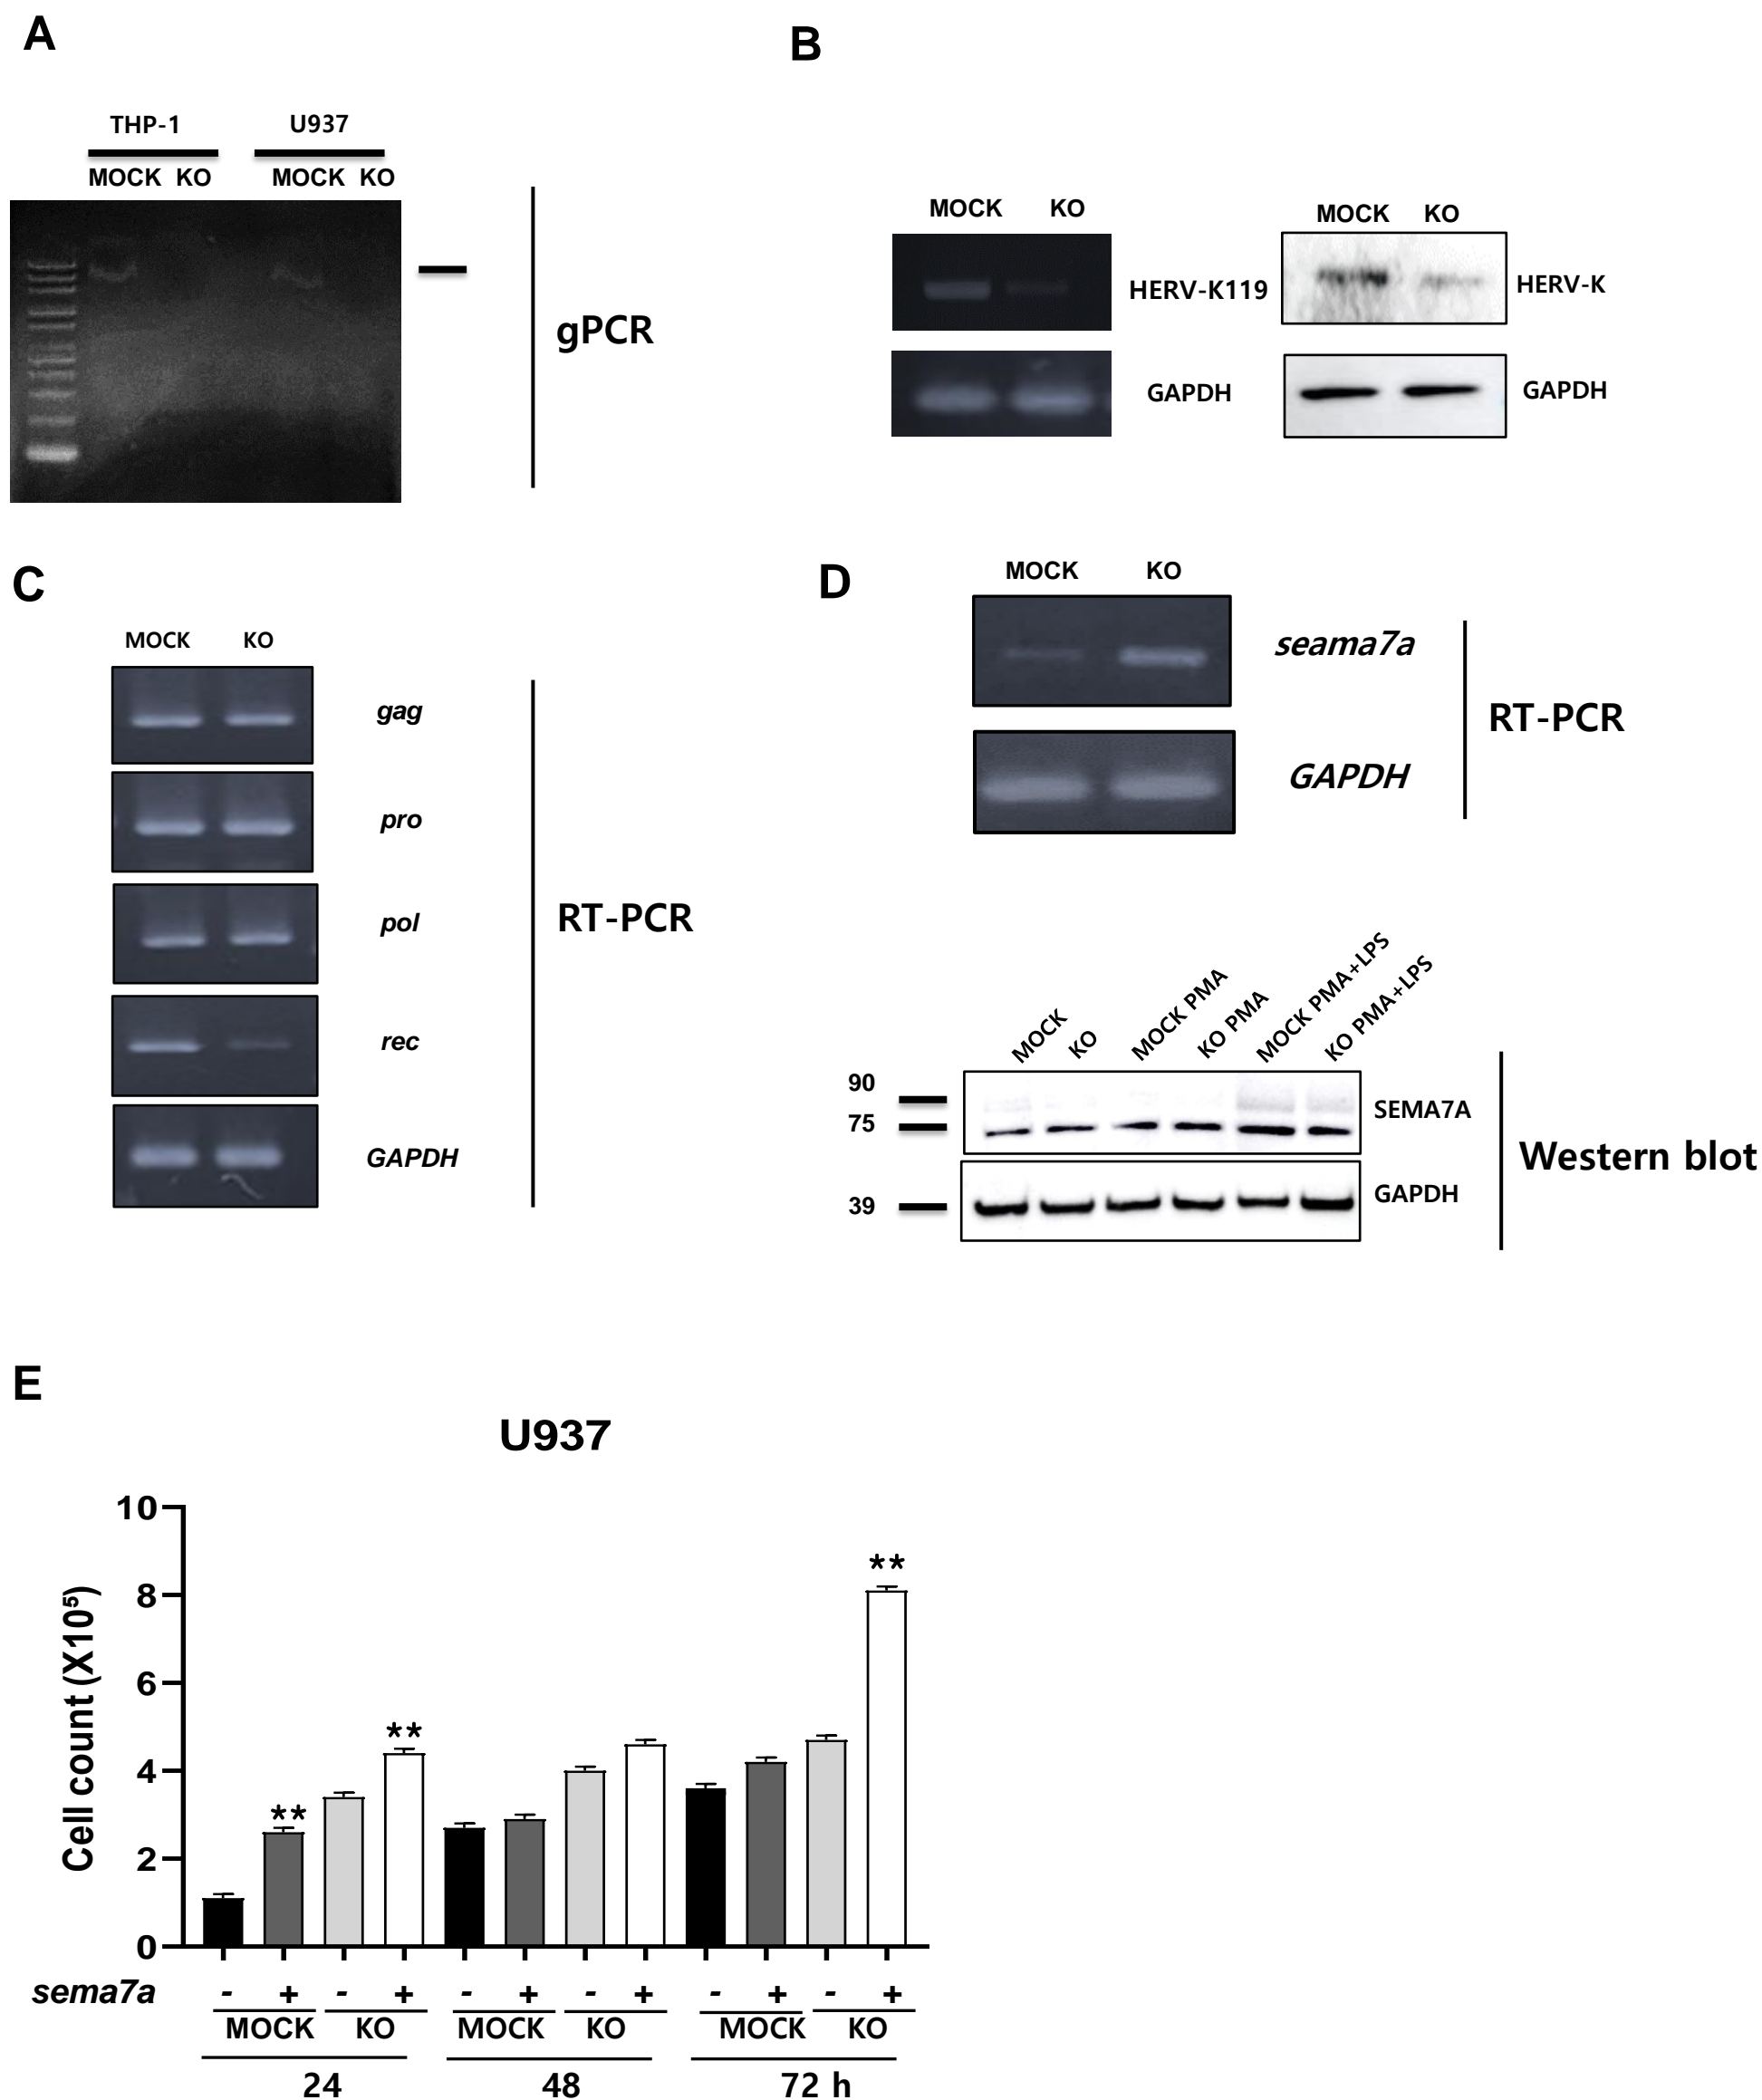 A
THP-1 U937
MOCK KO MOCK KO
gPCR
B
MOCK KO
HERV-K119
GAPDH
MOCK KO
HERV-K
GAPDH
C
MOCK KO
gag
pro
pol
rec
GAPDH
RT-PCR
D
MOCK KO
seama7a
GAPDH
RT-PCR
MOCK
KO
MOCK PMA
KO PMA
MOCK PMA+LPS
KO PMA+LPS
90
75
39
SEMA7A
GAPDH
Western blot
E
U937
Cell count (X10⁵)
10
8
6
4
2
0
**
**
**
sema7a - + - + - + - + - + - +
MOCK KO MOCK KO MOCK KO
24 48 72 h